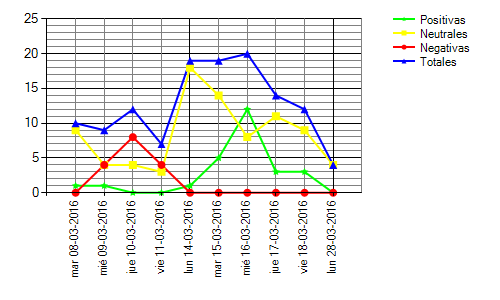 25
20
15
10
5
0
mar 08-03-2016
mié 09-03-2016
jue 10-03-2016
vie 11-03-2016
lun 14-03-2016
mar 15-03-2016
mié 16-03-2016
jue 17-03-2016
vie 18-03-2016
lun 28-03-2016
Positivas
Neutrales
Negativas
Totales